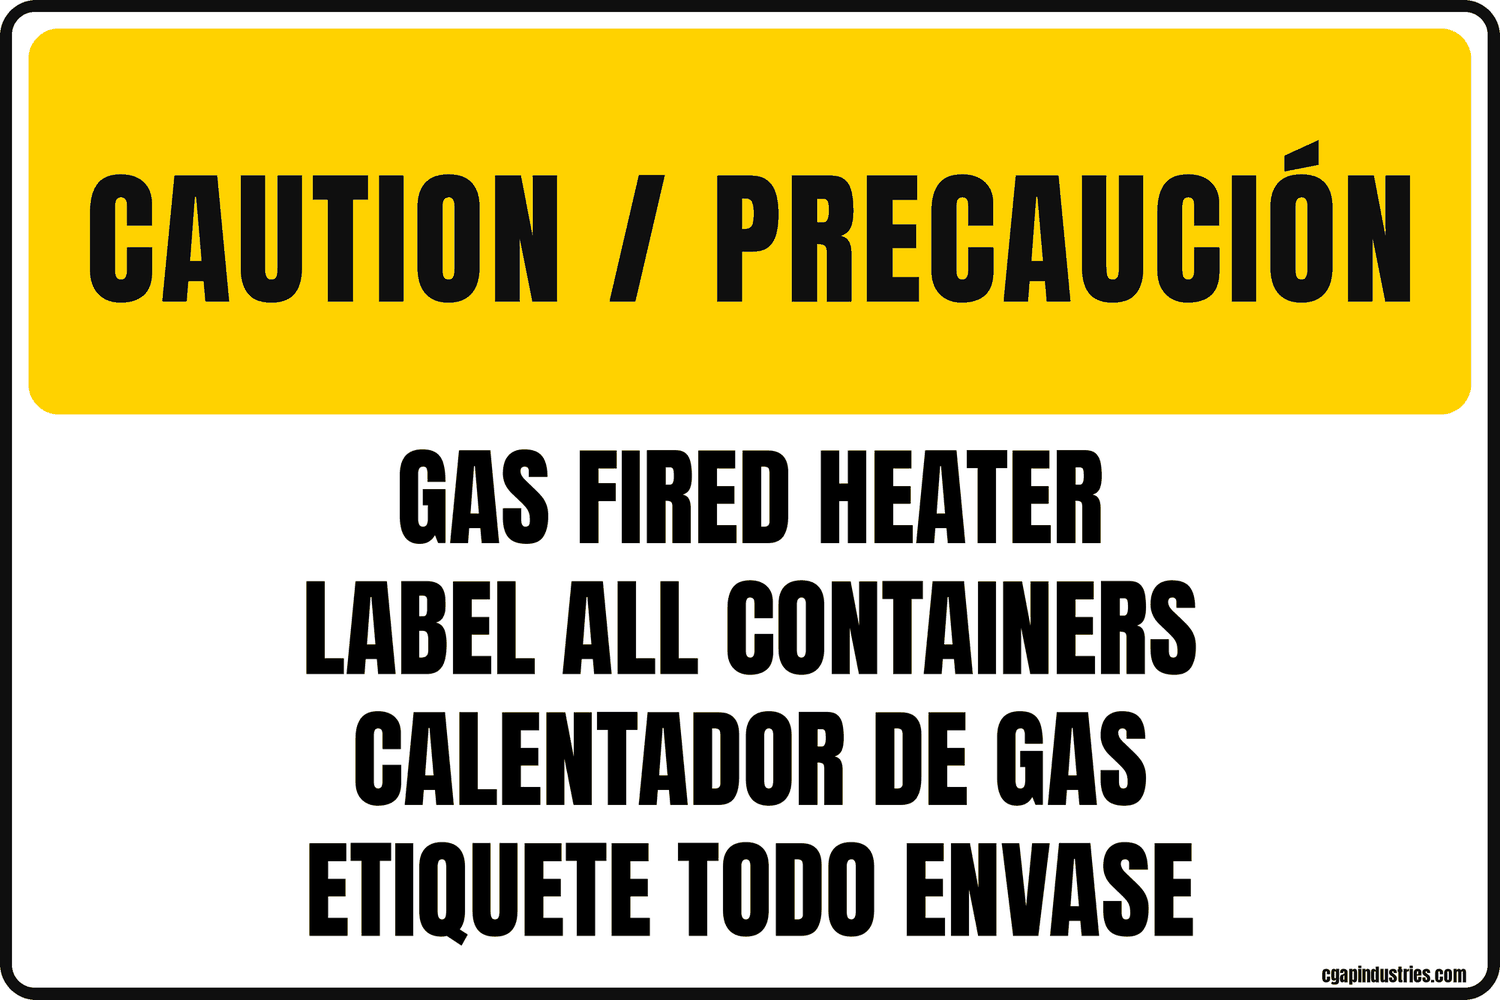 CAUTION / PRECAUCIÓN
GAS FIRED HEATER
LABEL ALL CONTAINERS
CALENTADOR DE GAS
ETIQUETE TODO ENVASE
cgapindustries.com